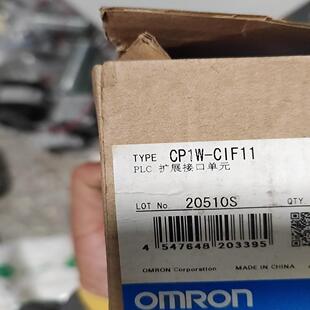 TYPE CP1W-CIF11
PLC 扩展接口单元
LOT No 20510S QTY
4 547648 203395
OMRON Corporation MADE IN CHINA
OMRON